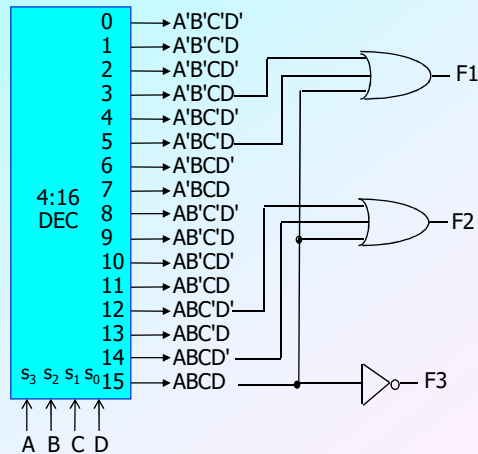 0 A'B'C'D'
1 A'B'C'D
2 A'B'CD'
3 A'B'CD
4 A'BC'D'
5 A'BC'D
6 A'BCD'
7 A'BCD
8 AB'C'D'
9 AB'C'D
10 AB'CD'
11 AB'CD
12 ABC'D'
13 ABC'D
14 ABCD'
15 ABCD
4:16
DEC
s₃ s₂ s₁ s₀
A B C D
F1
F2
F3